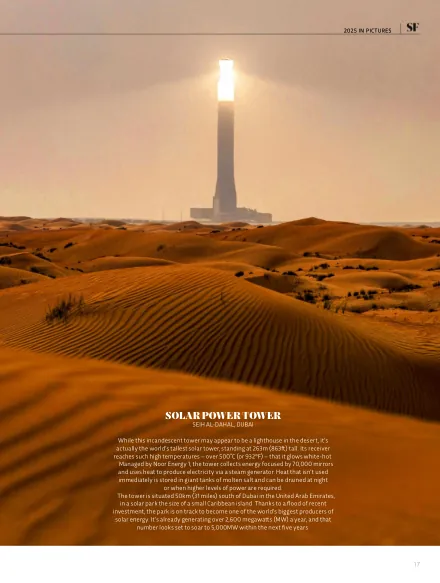 2025 IN PICTURES
SF
SOLAR POWER TOWER
SEIH AL-DAHAL, DUBAI
While this incandescent tower may appear to be a lighthouse in the desert, it's
actually the world's tallest solar tower, standing at 263m (863ft) tall. Its receiver
reaches such high temperatures – over 500°C (or 932°F) – that it glows white-hot.
Managed by Noor Energy 1, the tower collects energy focused by 70,000 mirrors
and uses heat to produce electricity via a steam generator. Heat that isn't used
immediately is stored in giant tanks of molten salt and can be drained at night
or when higher levels of power are required.
The tower is situated 50km (31 miles) south of Dubai in the United Arab Emirates,
in a solar park the size of a small Caribbean island. Thanks to a flood of recent
investment, the park is on track to become one of the world's biggest producers of
solar energy. It's already generating over 2,600 megawatts (MW) a year, and that
number looks set to soar to 5,000MW within the next five years.
17